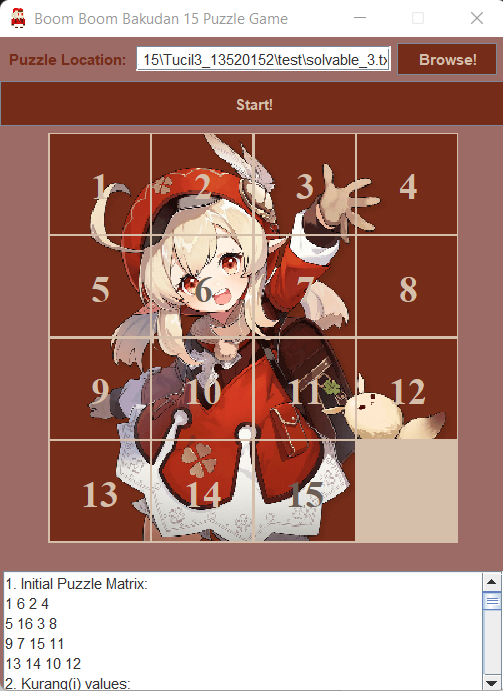 Boom Boom Bakudan 15 Puzzle Game
Puzzle Location: 15\Tucil3_13520152\test\solvable_3.tx Browse!
Start!
1 2 3 4
5 6 7 8
9 10 11 12
13 14 15
1. Initial Puzzle Matrix:
1 6 2 4
5 16 3 8
9 7 15 11
13 14 10 12
2. Kurang(i) values: